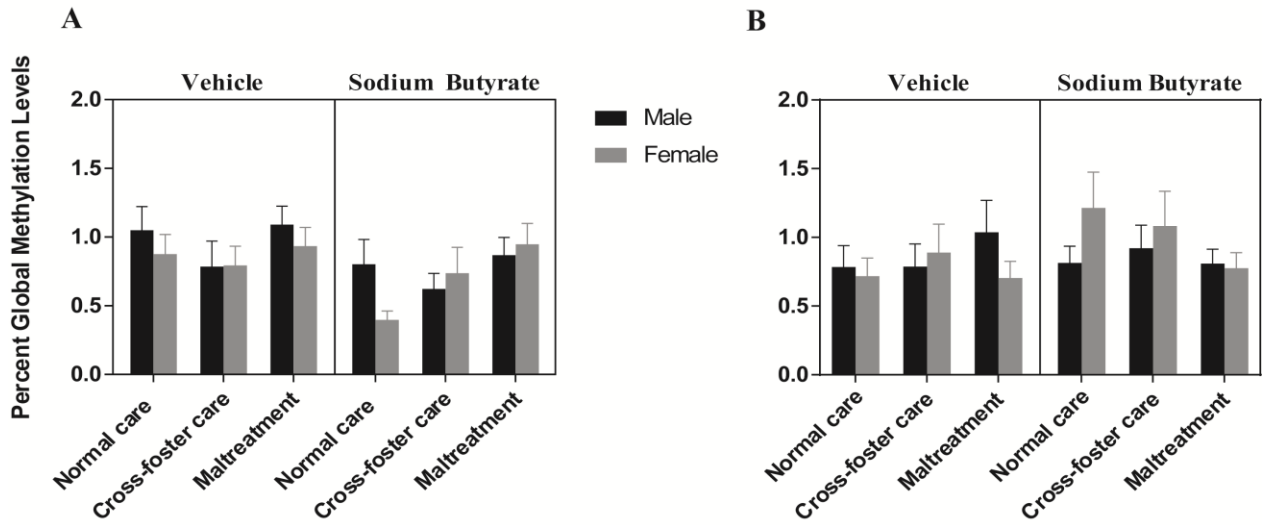 A
B
Vehicle
Sodium Butyrate
Vehicle
Sodium Butyrate
Percent Global Methylation Levels
2.0
1.5
1.0
0.5
0.0
Male
Female
2.0
1.5
1.0
0.5
0.0
Normal care
Cross-foster care
Maltreatment
Normal care
Cross-foster care
Maltreatment
Normal care
Cross-foster care
Maltreatment
Normal care
Cross-foster care
Maltreatment